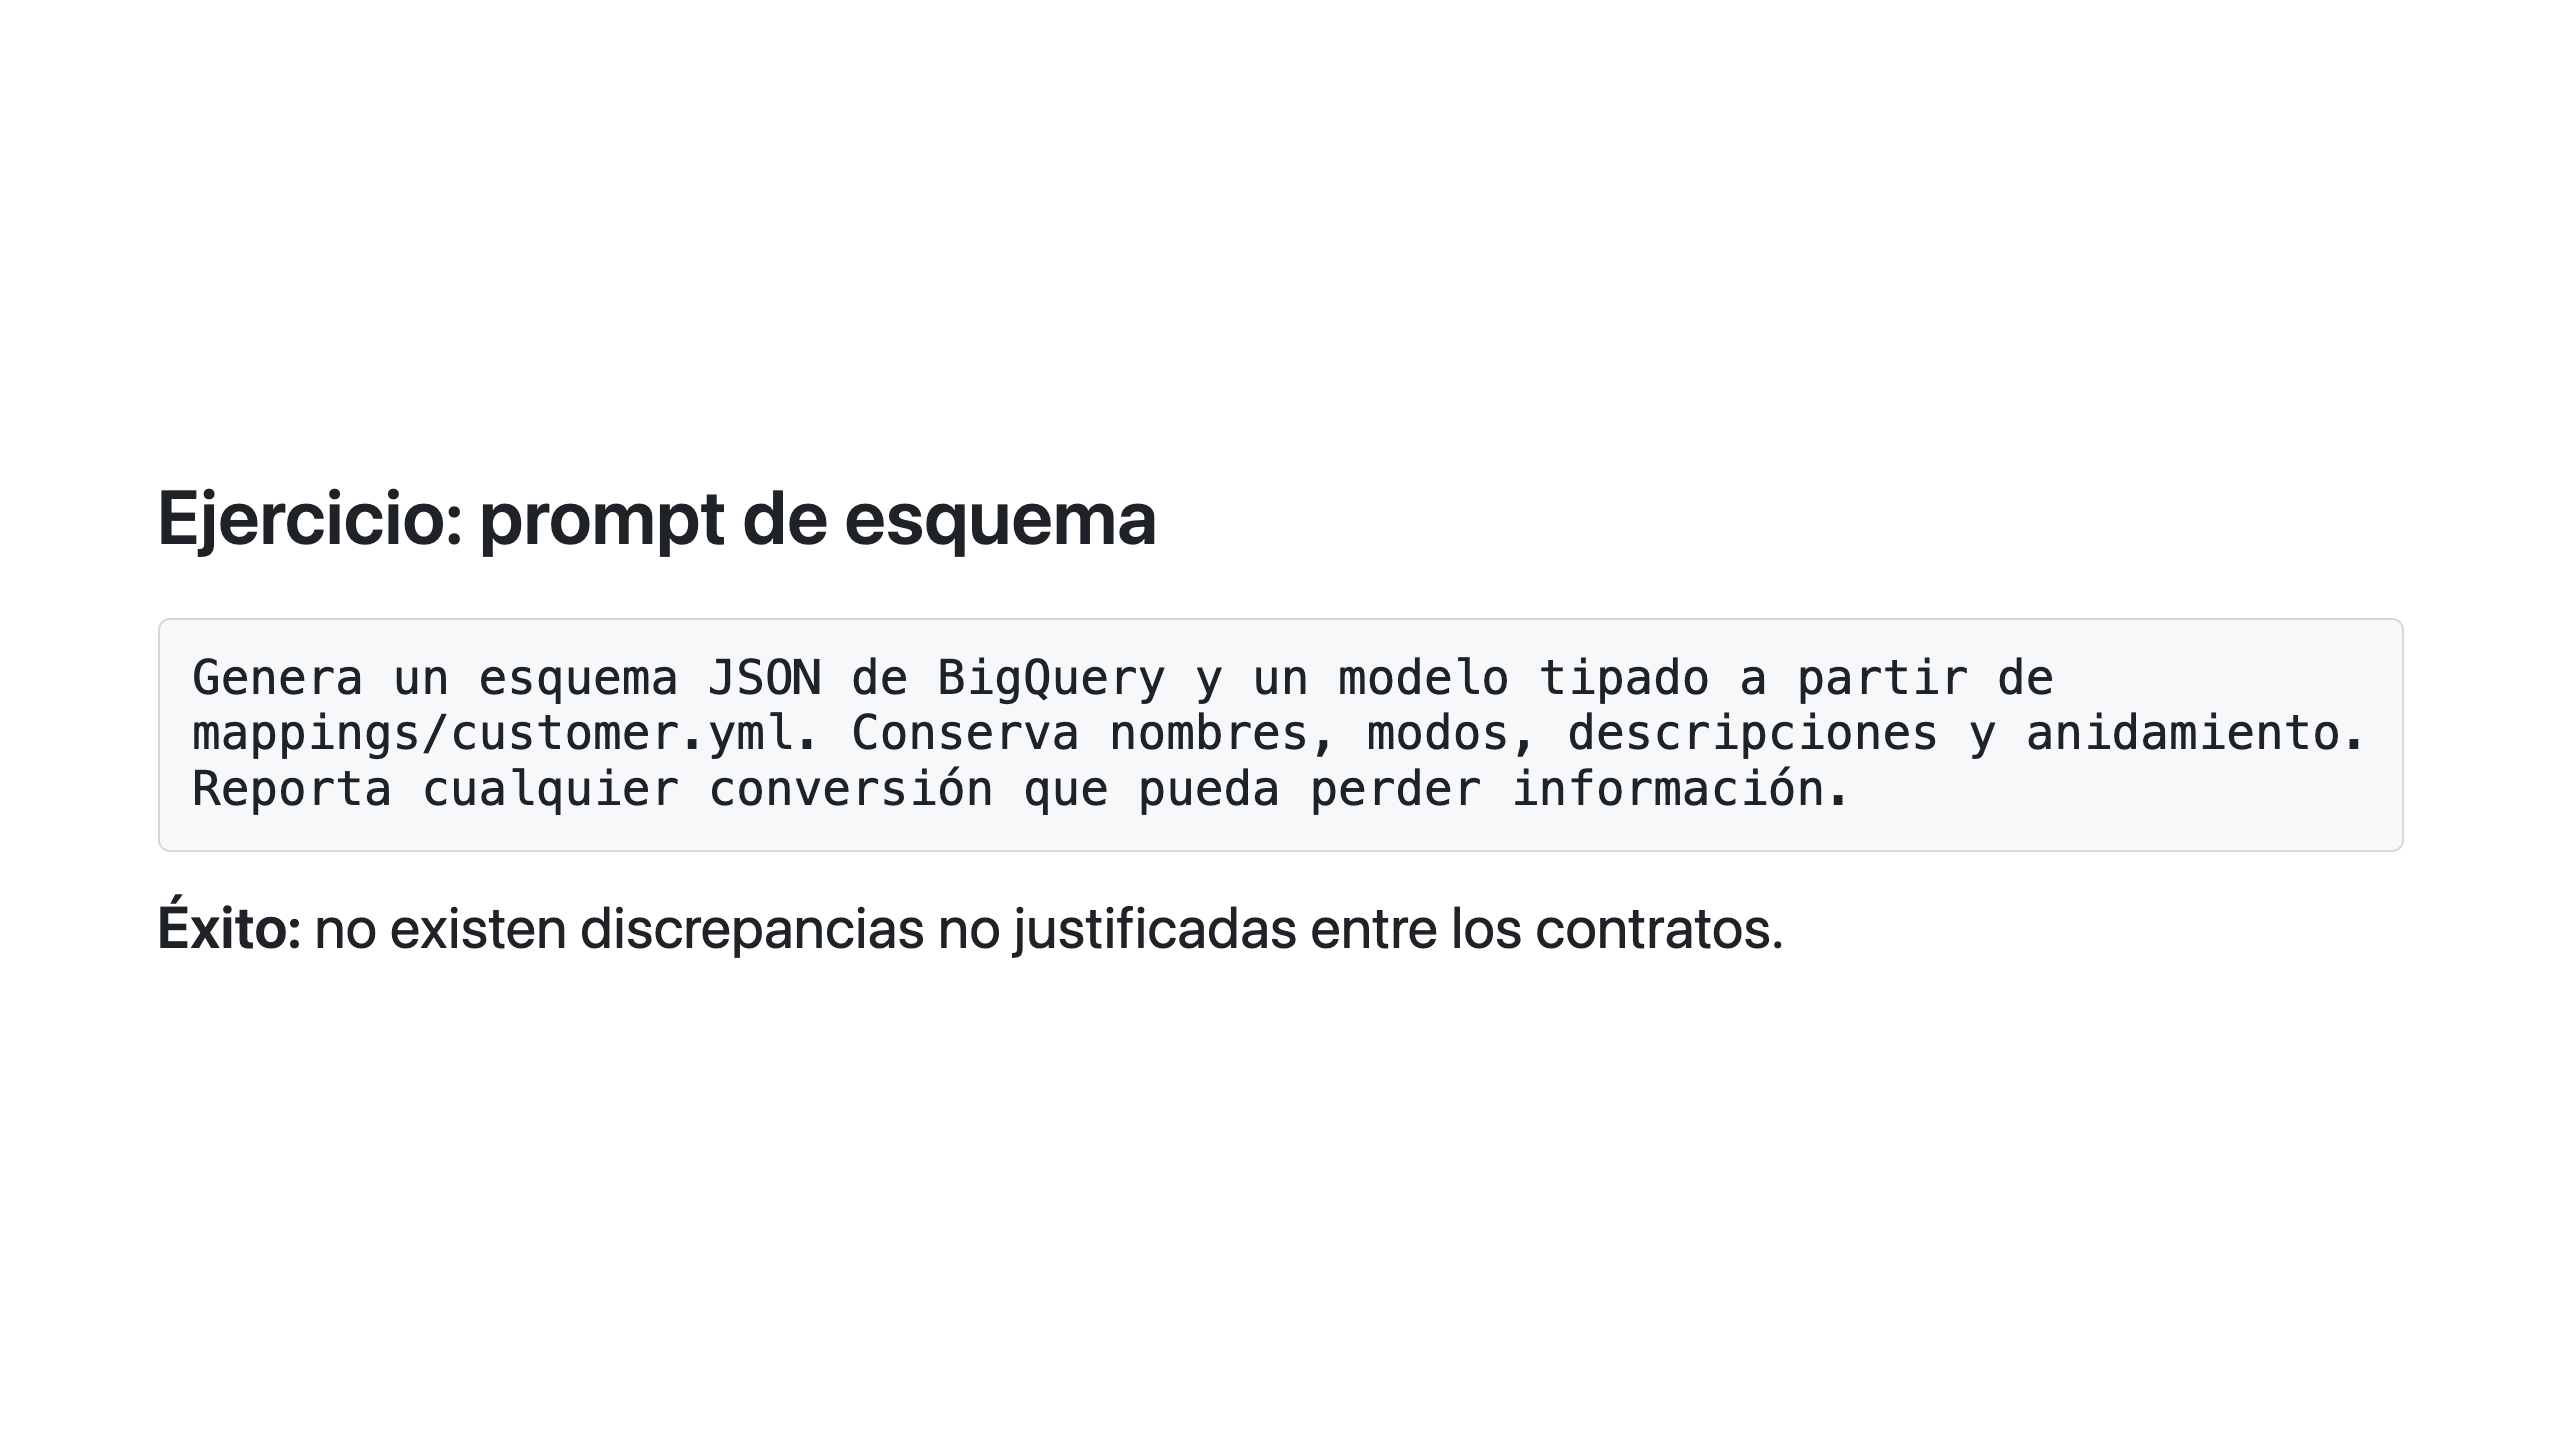 Ejercicio: prompt de esquema
Genera un esquema JSON de BigQuery y un modelo tipado a partir de
mappings/customer.yml. Conserva nombres, modos, descripciones y anidamiento.
Reporta cualquier conversión que pueda perder información.
Éxito: no existen discrepancias no justificadas entre los contratos.